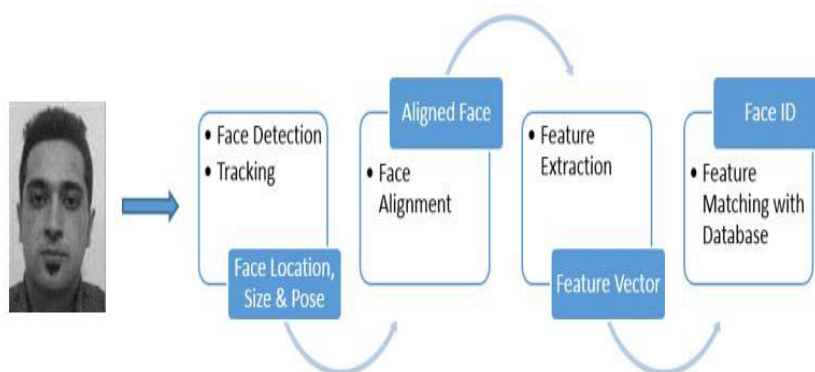 • Face Detection
• Tracking
Face Location,
Size & Pose
Aligned Face
• Face
Alignment
• Feature
Extraction
Feature Vector
Face ID
• Feature
Matching with
Database